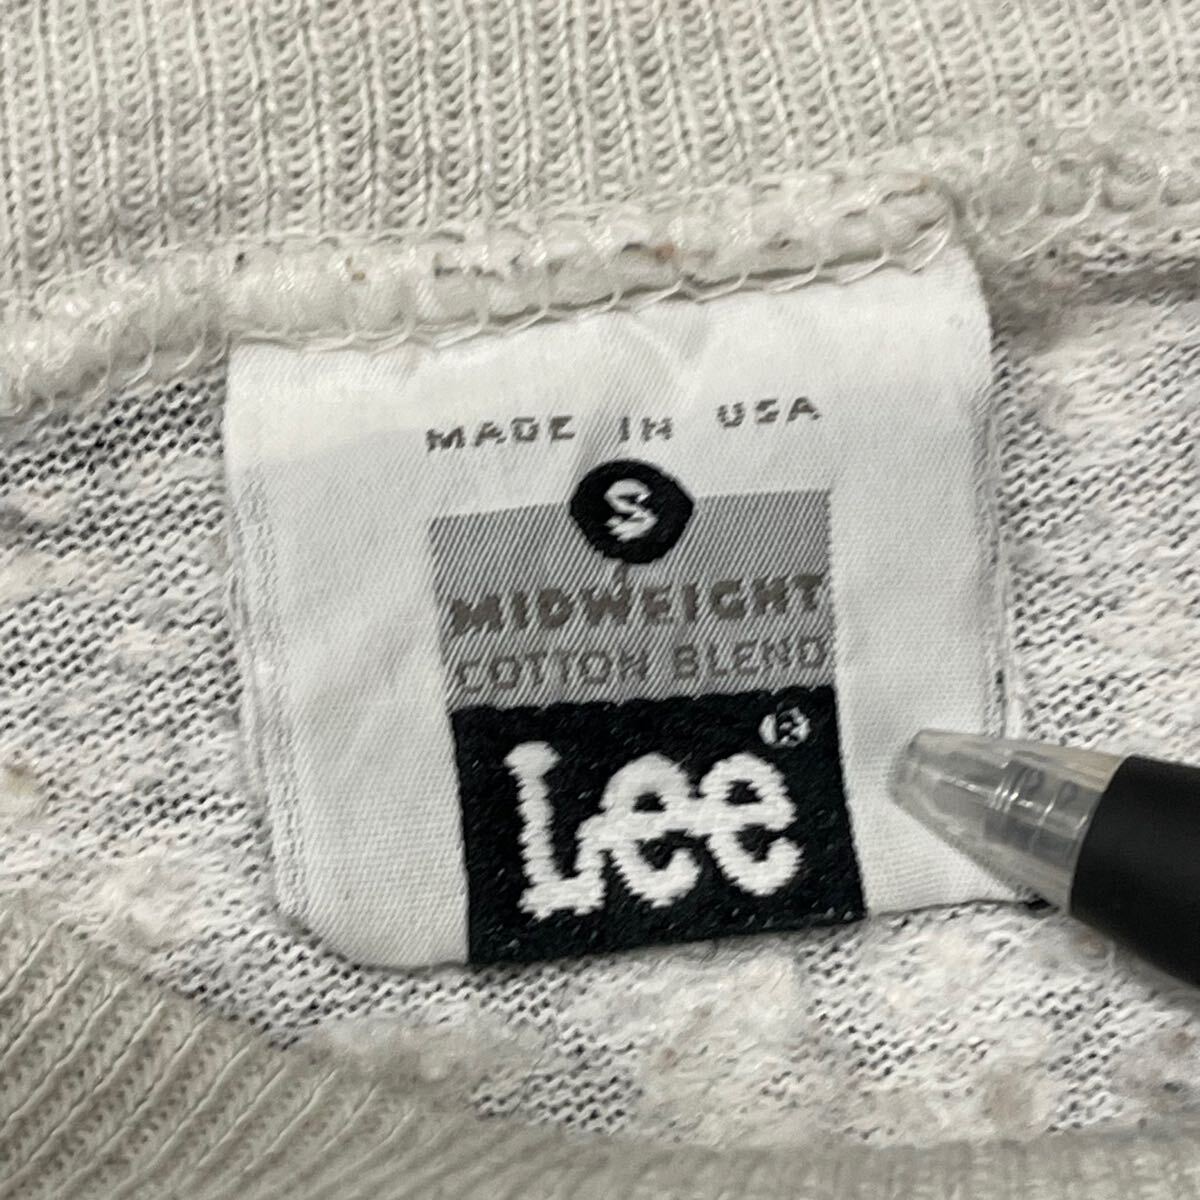 MADE IN USA
S
MIDWEIGHT
COTTON BLEND
Lee®